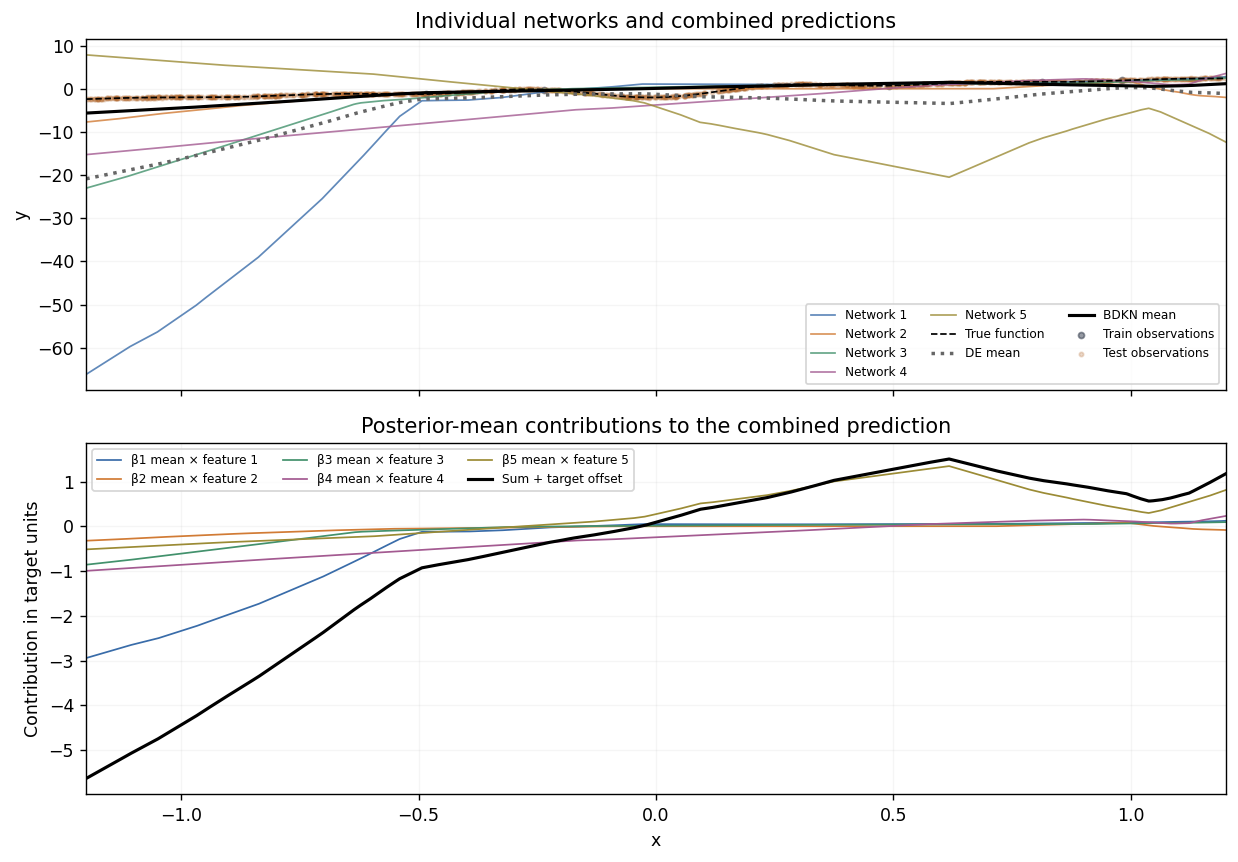 Individual networks and combined predictions
10
0
−10
−20
−30
−40
−50
−60
y
Network 1
Network 2
Network 3
Network 4
Network 5
True function
DE mean
BDKN mean
Train observations
Test observations
Posterior-mean contributions to the combined prediction
β1 mean × feature 1
β2 mean × feature 2
β3 mean × feature 3
β4 mean × feature 4
β5 mean × feature 5
Sum + target offset
1
0
−1
−2
−3
−4
−5
Contribution in target units
−1.0
−0.5
0.0
0.5
1.0
x